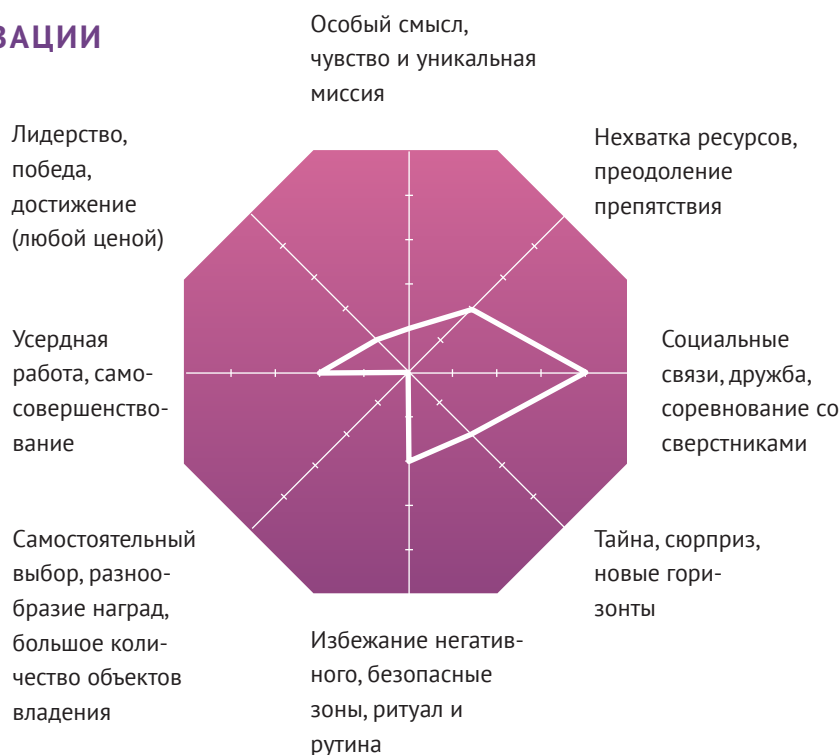 ВАЦИИ
Особый смысл,
чувство и уникальная
миссия
Лидерство,
победа,
достижение
(любой ценой)
Нехватка ресурсов,
преодоление
препятствия
Усердная
работа, само-
совершенство-
вание
Социальные
связи, дружба,
соревнование со
сверстниками
Самостоятельный
выбор, разноо-
бразие наград,
большое коли-
чество объектов
владения
Тайна, сюрприз,
новые гори-
зонты
Избежание негатив-
ного, безопасные
зоны, ритуал и
рутина